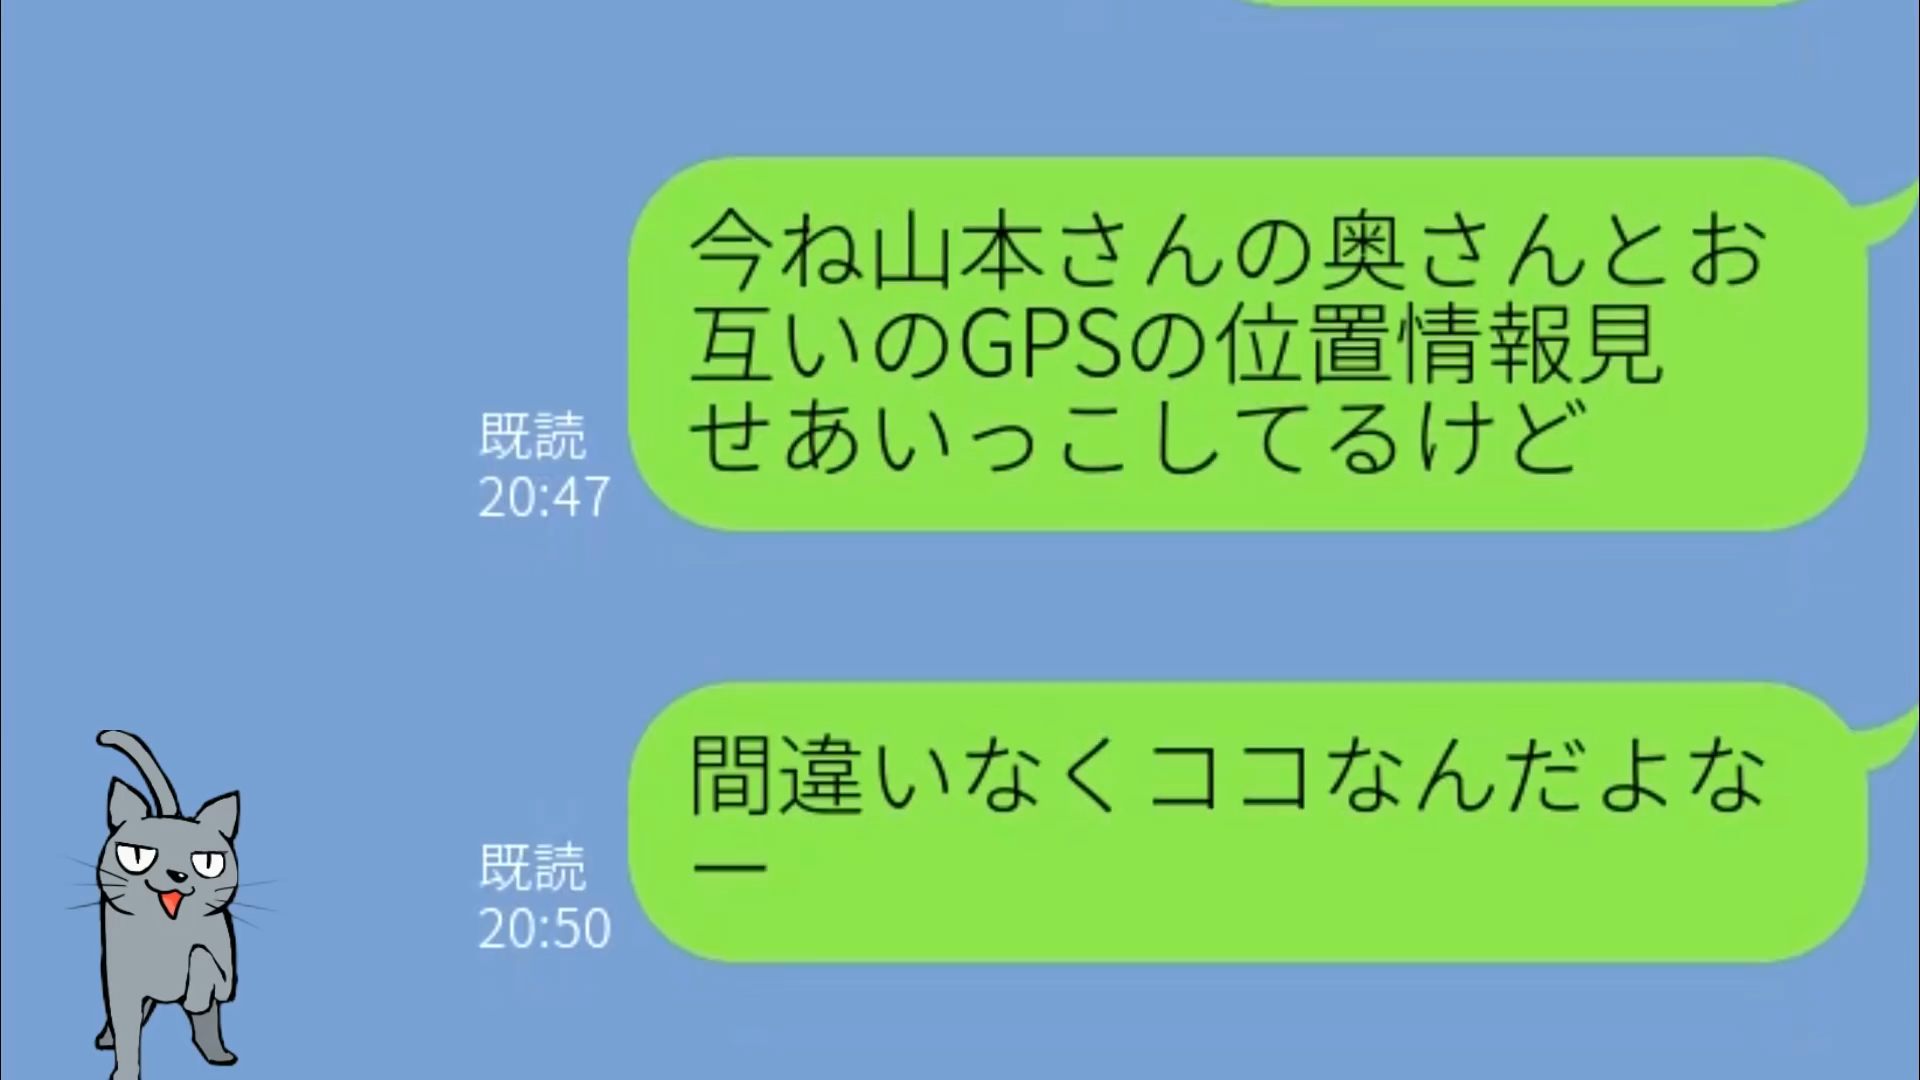 今ね山本さんの奥さんとお
互いのGPSの位置情報見
せあいっこしてるけど
既読
20:47
間違いなくココなんだよな
ー
既読
20:50